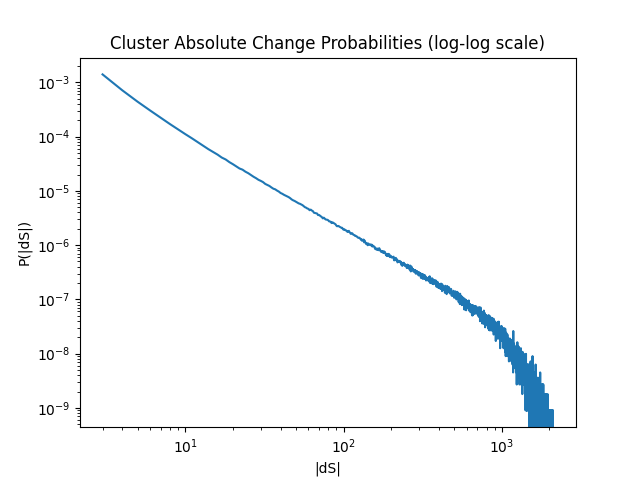 Cluster Absolute Change Probabilities (log-log scale)
P(|dS|)
10⁻³
10⁻⁴
10⁻⁵
10⁻⁶
10⁻⁷
10⁻⁸
10⁻⁹
10¹ 10² 10³
|dS|